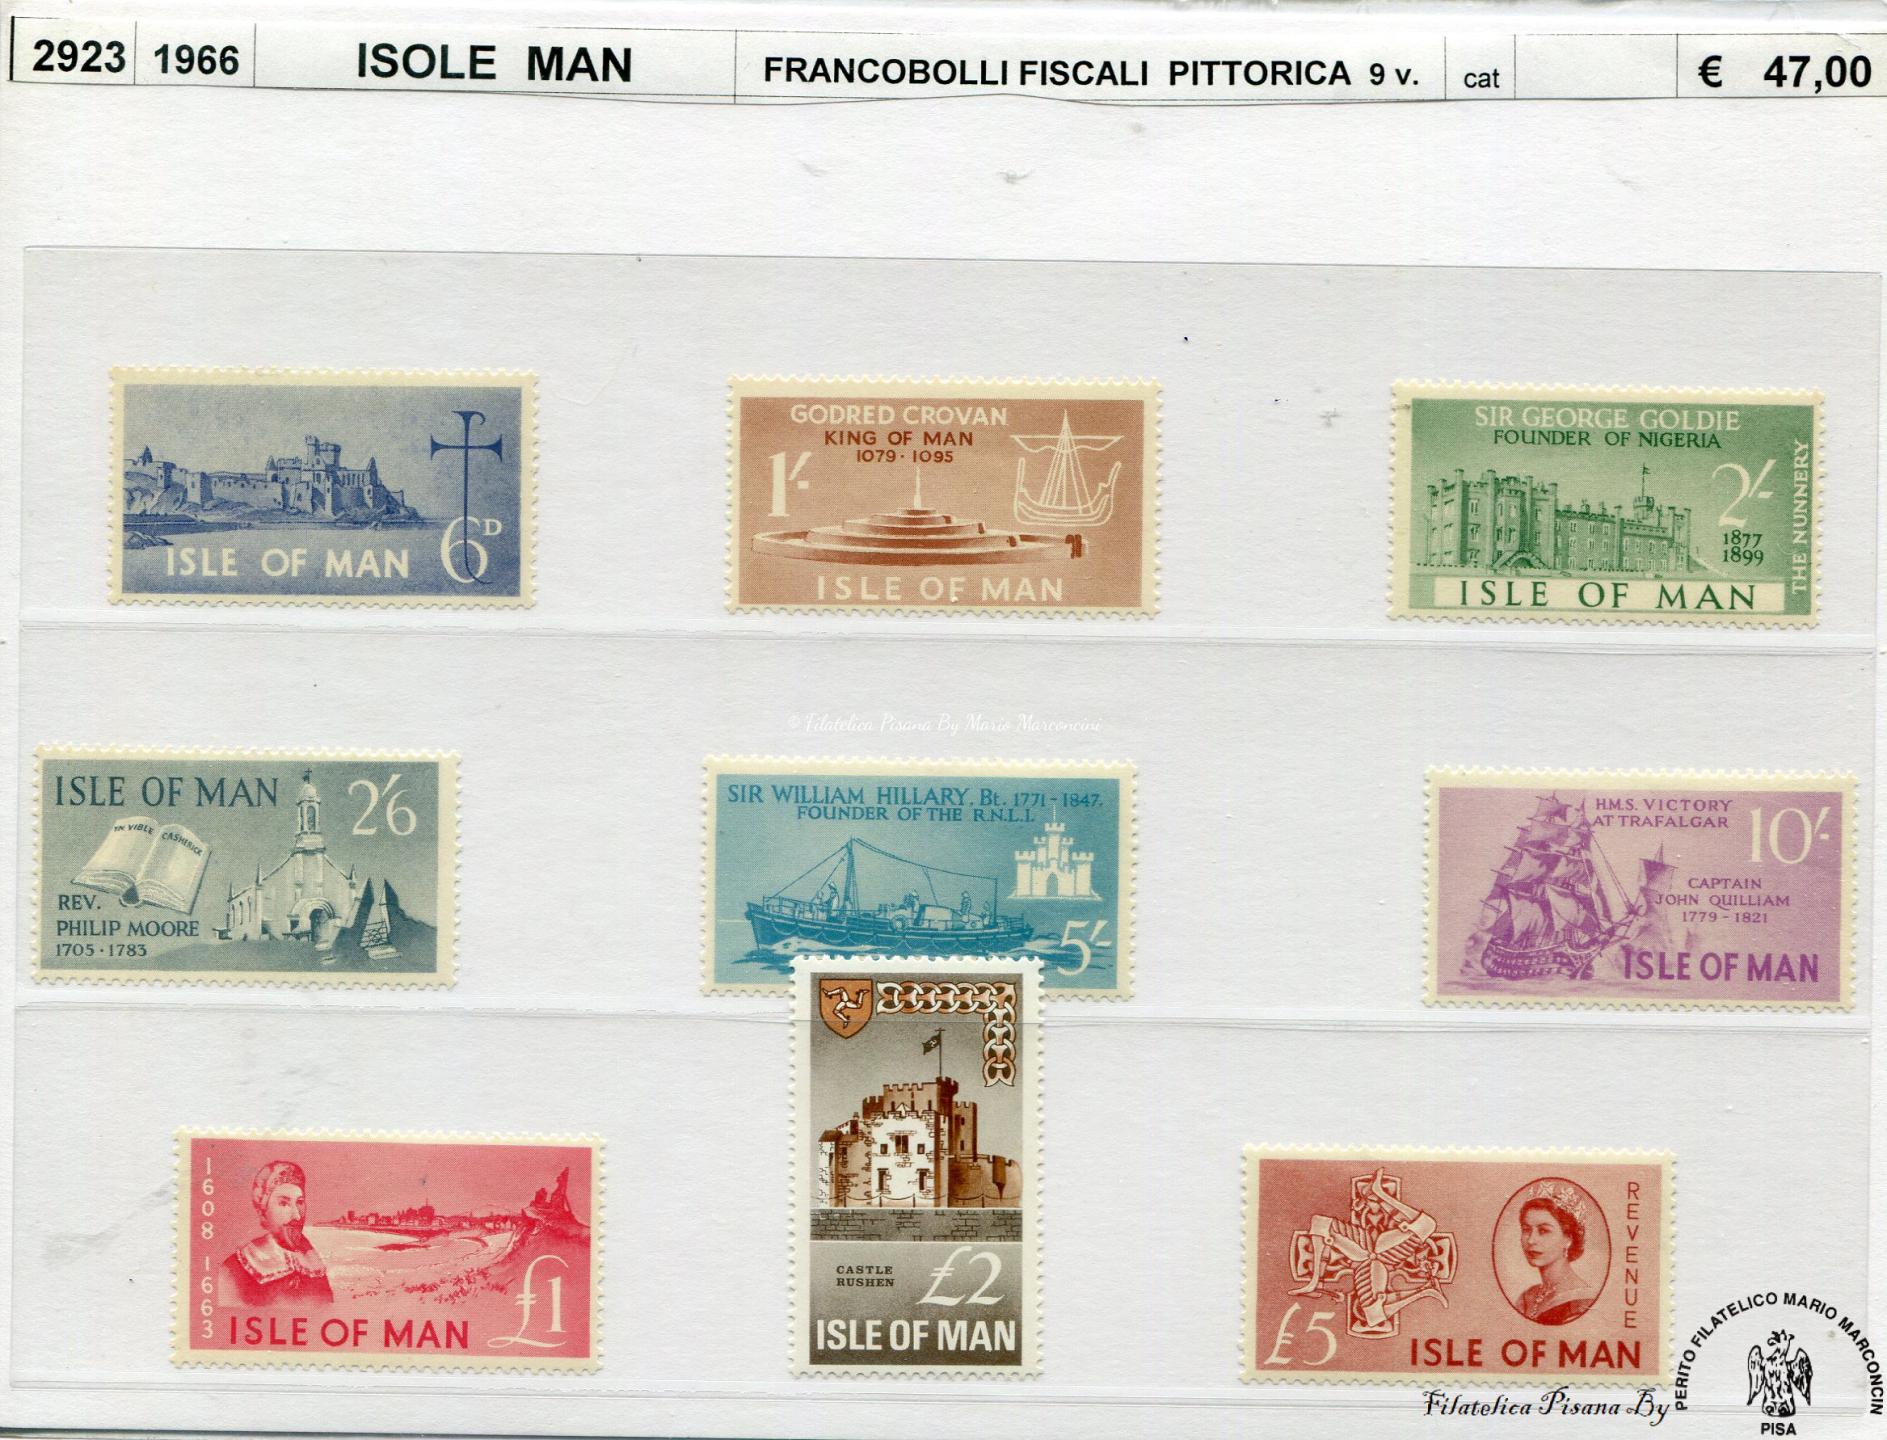 2923 1966 ISOLE MAN FRANCOBOLLI FISCALI PITTORICA 9 v. cat € 47,00
6D
ISLE OF MAN
GODRED CROVAN
KING OF MAN
1079 · 1095
1/-
ISLE OF MAN
SIR GEORGE GOLDIE
FOUNDER OF NIGERIA
2/-
1877
1899
THE NUNNERY
ISLE OF MAN
ISLE OF MAN
2/6
YN VIBLE CASHERICK
REV.
PHILIP MOORE
1705 · 1783
© Filatelica Pisana By Mario Marconcini
SIR WILLIAM HILLARY, Bt. 1771 - 1847.
FOUNDER OF THE R.N.L.I.
5/-
H.M.S. VICTORY
AT TRAFALGAR
10/-
CAPTAIN
JOHN QUILLIAM
1779 - 1821
ISLE OF MAN
1608 1663
£1
ISLE OF MAN
CASTLE
RUSHEN
£2
ISLE OF MAN
REVENUE
£5
ISLE OF MAN
Filatelica Pisana By
PERITO FILATELICO MARIO MARCONCIN
PISA